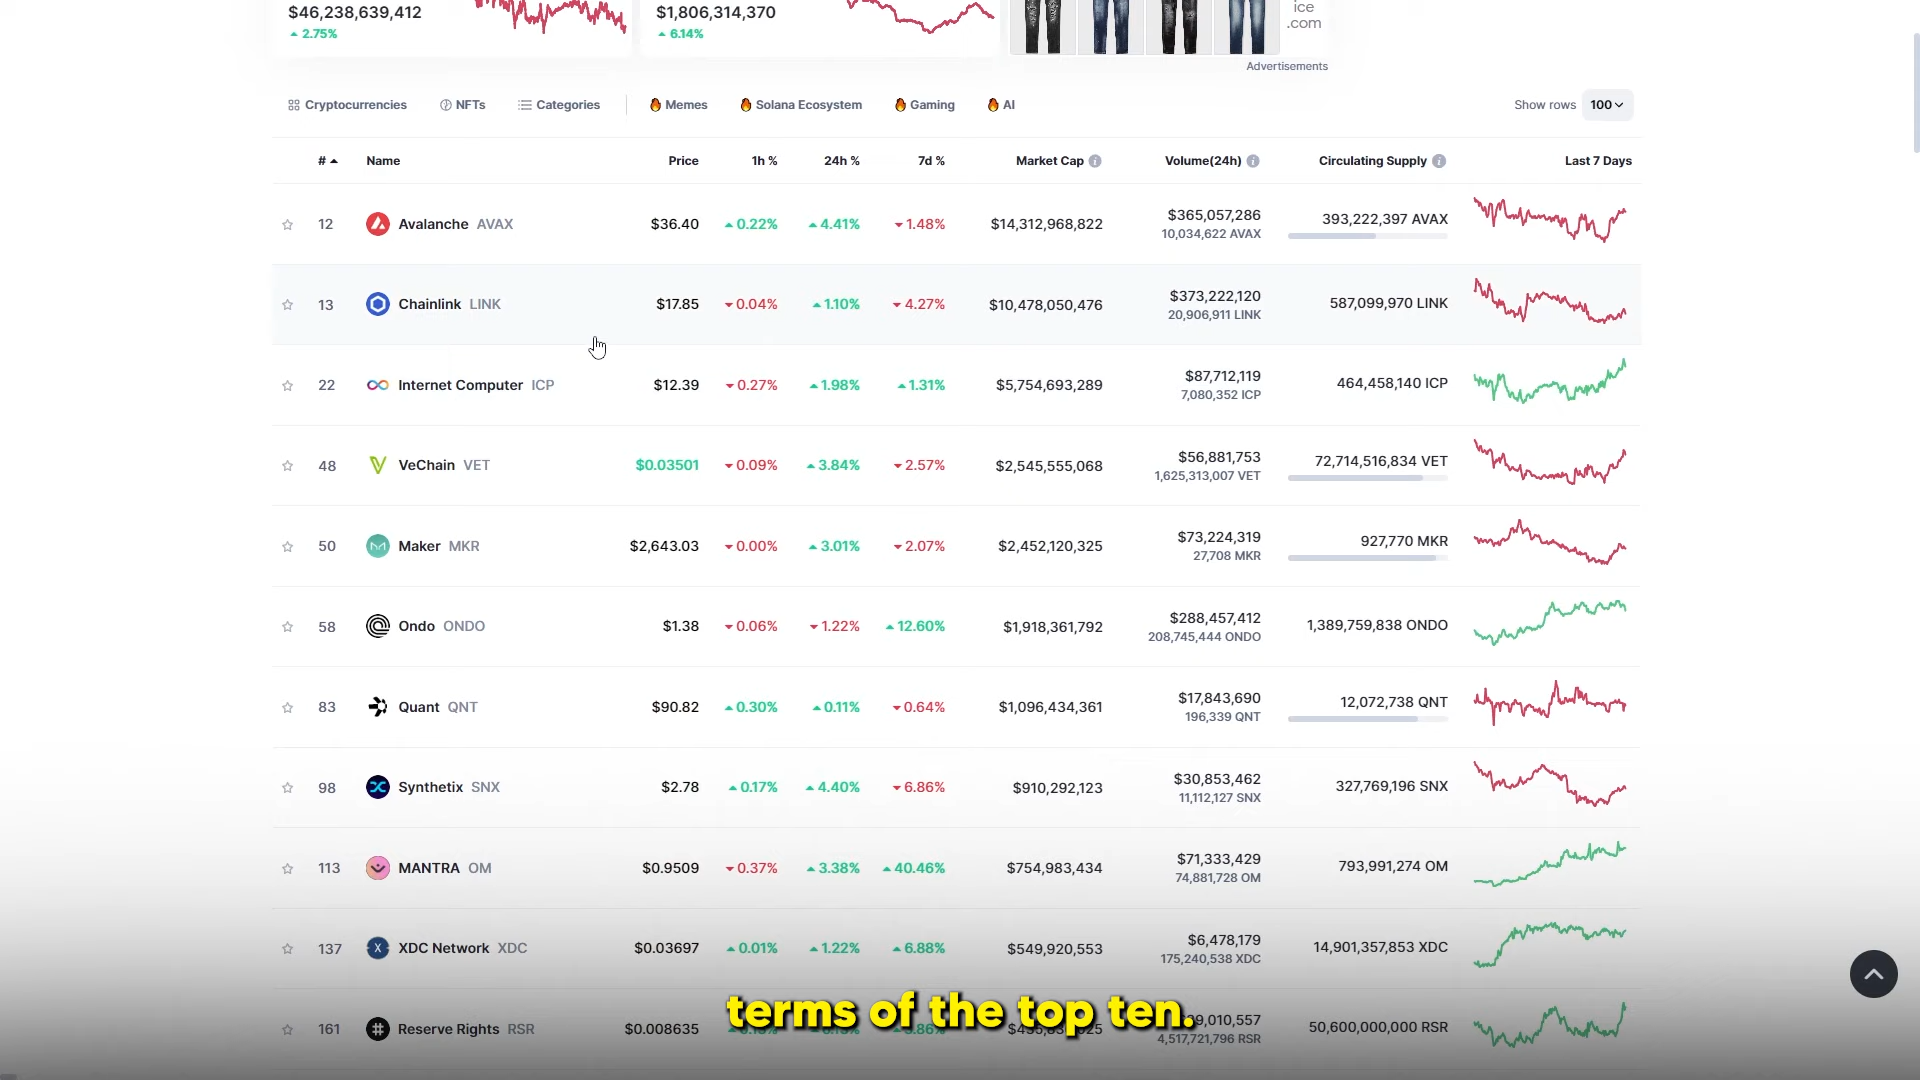 $46,238,639,412
2.75%
$1,806,314,370
6.14%
ice
.com
Advertisements
Cryptocurrencies NFTs Categories Memes Solana Ecosystem Gaming AI Show rows 100
# Name Price 1h % 24h % 7d % Market Cap Volume(24h) Circulating Supply Last 7 Days
12 Avalanche AVAX $36.40 0.22% 4.41% 1.48% $14,312,968,822 $365,057,286 393,222,397 AVAX
10,034,622 AVAX
13 Chainlink LINK $17.85 0.04% 1.10% 4.27% $10,478,050,476 $373,222,120 587,099,970 LINK
20,906,911 LINK
22 Internet Computer ICP $12.39 0.27% 1.98% 1.31% $5,754,693,289 $87,712,119 464,458,140 ICP
7,080,352 ICP
48 VeChain VET $0.03501 0.09% 3.84% 2.57% $2,545,555,068 $56,881,753 72,714,516,834 VET
1,625,313,007 VET
50 Maker MKR $2,643.03 0.00% 3.01% 2.07% $2,452,120,325 $73,224,319 927,770 MKR
27,708 MKR
58 Ondo ONDO $1.38 0.06% 1.22% 12.60% $1,918,361,792 $288,457,412 1,389,759,838 ONDO
208,745,444 ONDO
83 Quant QNT $90.82 0.30% 0.11% 0.64% $1,096,434,361 $17,843,690 12,072,738 QNT
196,339 QNT
98 Synthetix SNX $2.78 0.17% 4.40% 6.86% $910,292,123 $30,853,462 327,769,196 SNX
11,112,127 SNX
113 MANTRA OM $0.9509 0.37% 3.38% 40.46% $754,983,434 $71,333,429 793,991,274 OM
74,881,728 OM
137 XDC Network XDC $0.03697 0.01% 1.22% 6.88% $549,920,553 $6,478,179 14,901,357,853 XDC
175,240,538 XDC
161 Reserve Rights RSR $0.008635 50,600,000,000 RSR
4,517,721,796 RSR
terms of the top ten.